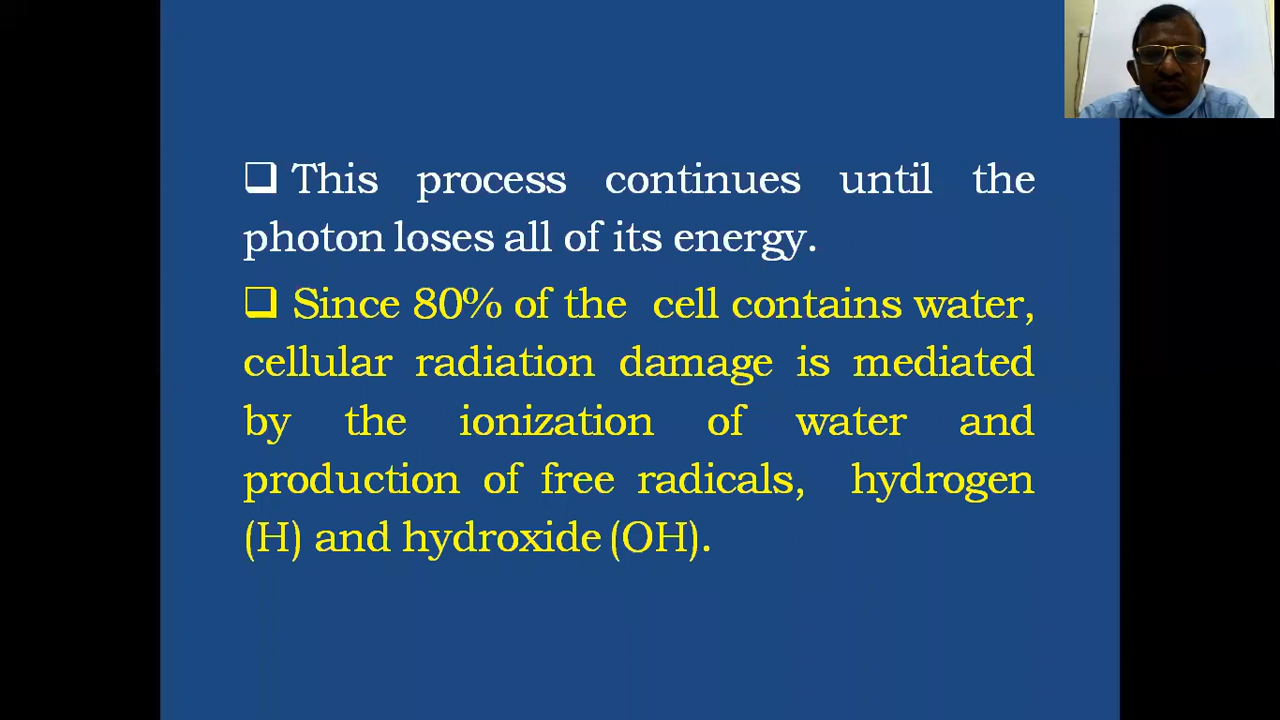 ❑ This process continues until the
photon loses all of its energy.
❑ Since 80% of the cell contains water,
cellular radiation damage is mediated
by the ionization of water and
production of free radicals, hydrogen
(H) and hydroxide (OH).